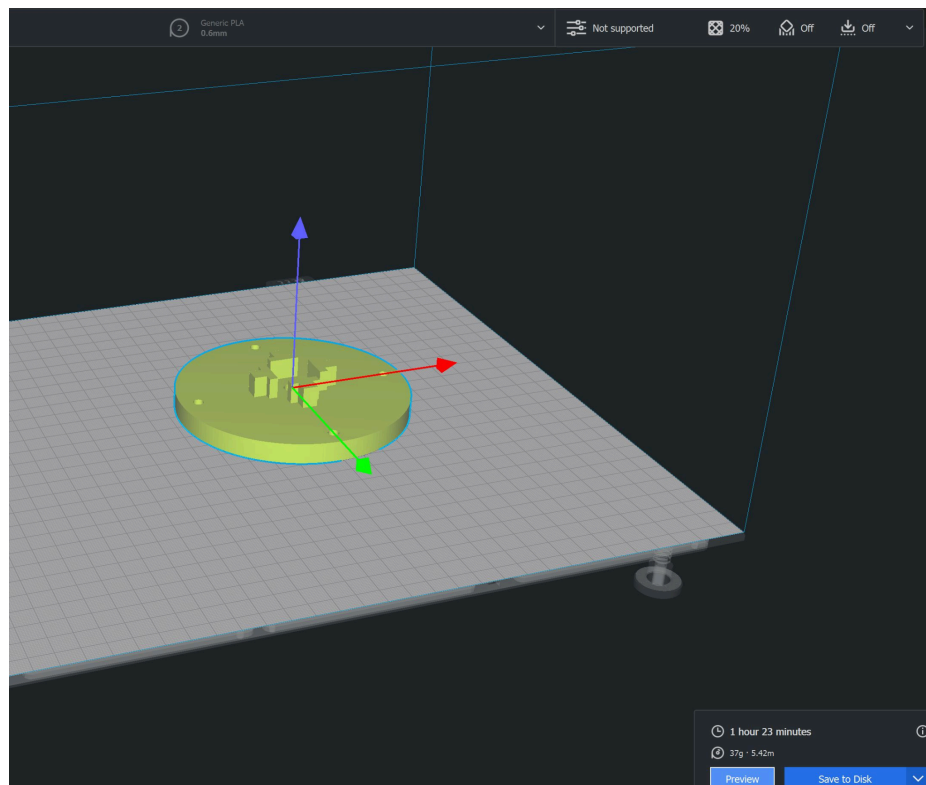 2
Generic PLA
0.6mm
Not supported
20%
Off
Off
1 hour 23 minutes
37g · 5.42m
Preview
Save to Disk